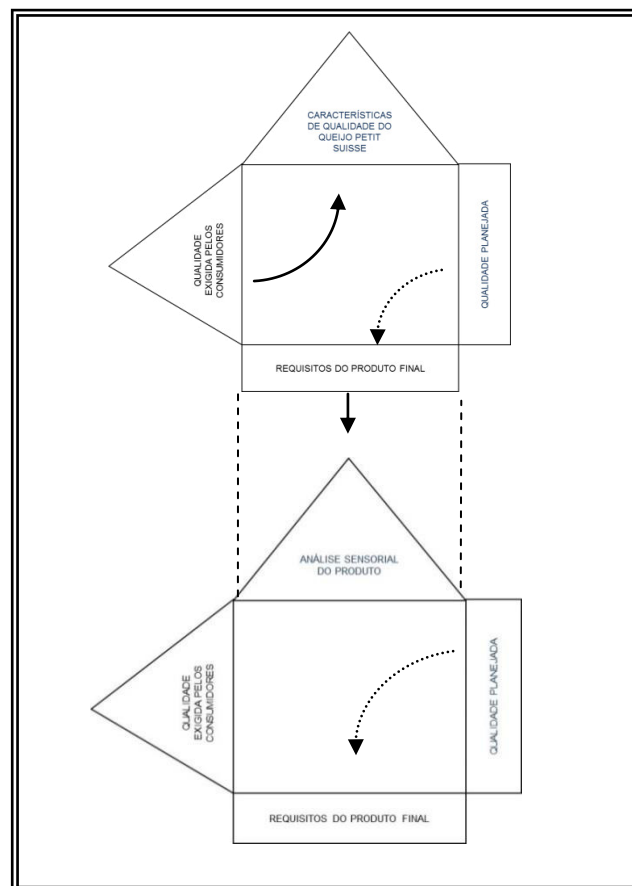 CARACTERÍSTICAS
DE QUALIDADE DO
QUEIJO PETIT
SUISSE
QUALIDADE
EXIGIDA PELOS
CONSUMIDORES
QUALIDADE PLANEJADA
REQUISITOS DO PRODUTO FINAL
ANÁLISE SENSORIAL
DO PRODUTO
QUALIDADE
EXIGIDA PELOS
CONSUMIDORES
QUALIDADE PLANEJADA
REQUISITOS DO PRODUTO FINAL